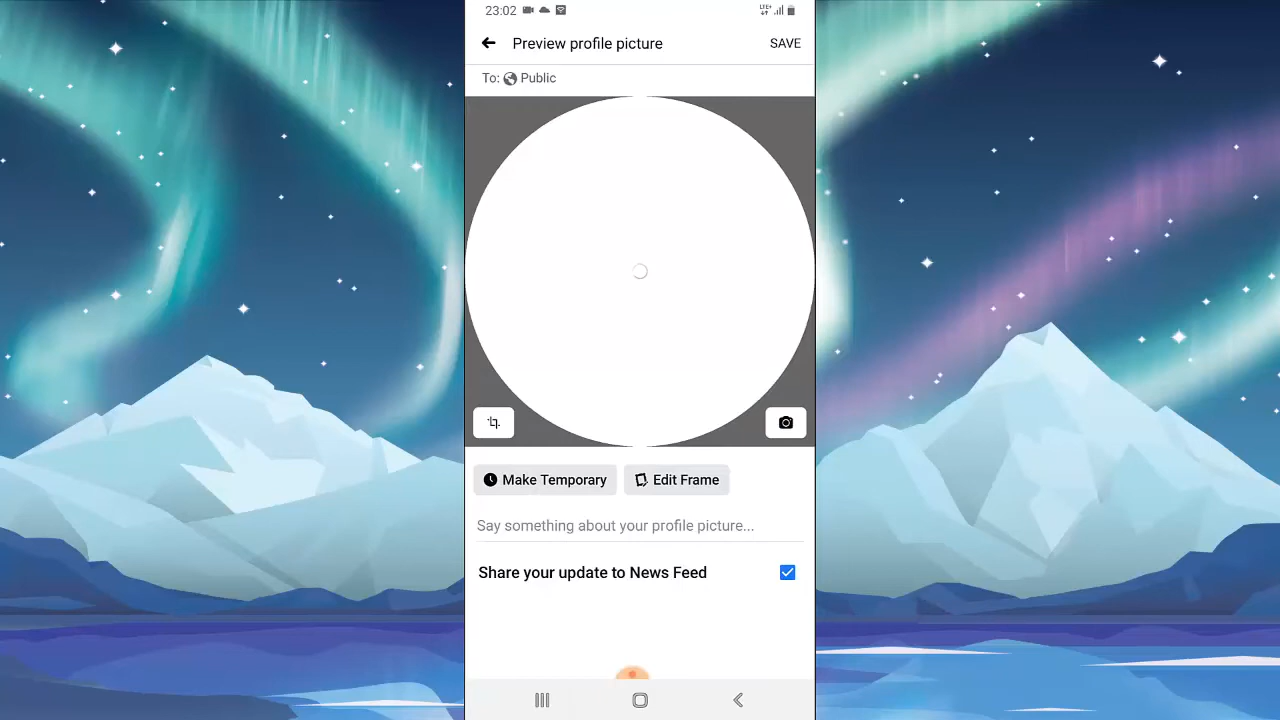 23:02
LTE+
Preview profile picture
SAVE
To: Public
Make Temporary
Edit Frame
Say something about your profile picture...
Share your update to News Feed